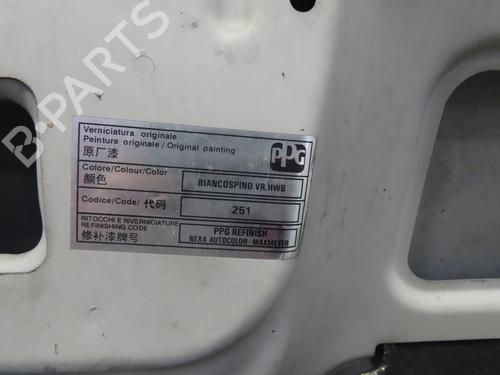 Verniciatura originale
Peinture originale / Original painting
原厂漆
PPG
Colore/Colour/Color
颜色
BIANCOSPINO VR.HWB
Codice/Code/ 代码
251
RITOCCHI E RIVERNICIATURE
REFINISHING CODE
修补漆牌号
PPG REFINISH
NEXA AUTOCOLOR - MAXMEYER
B-PARTS